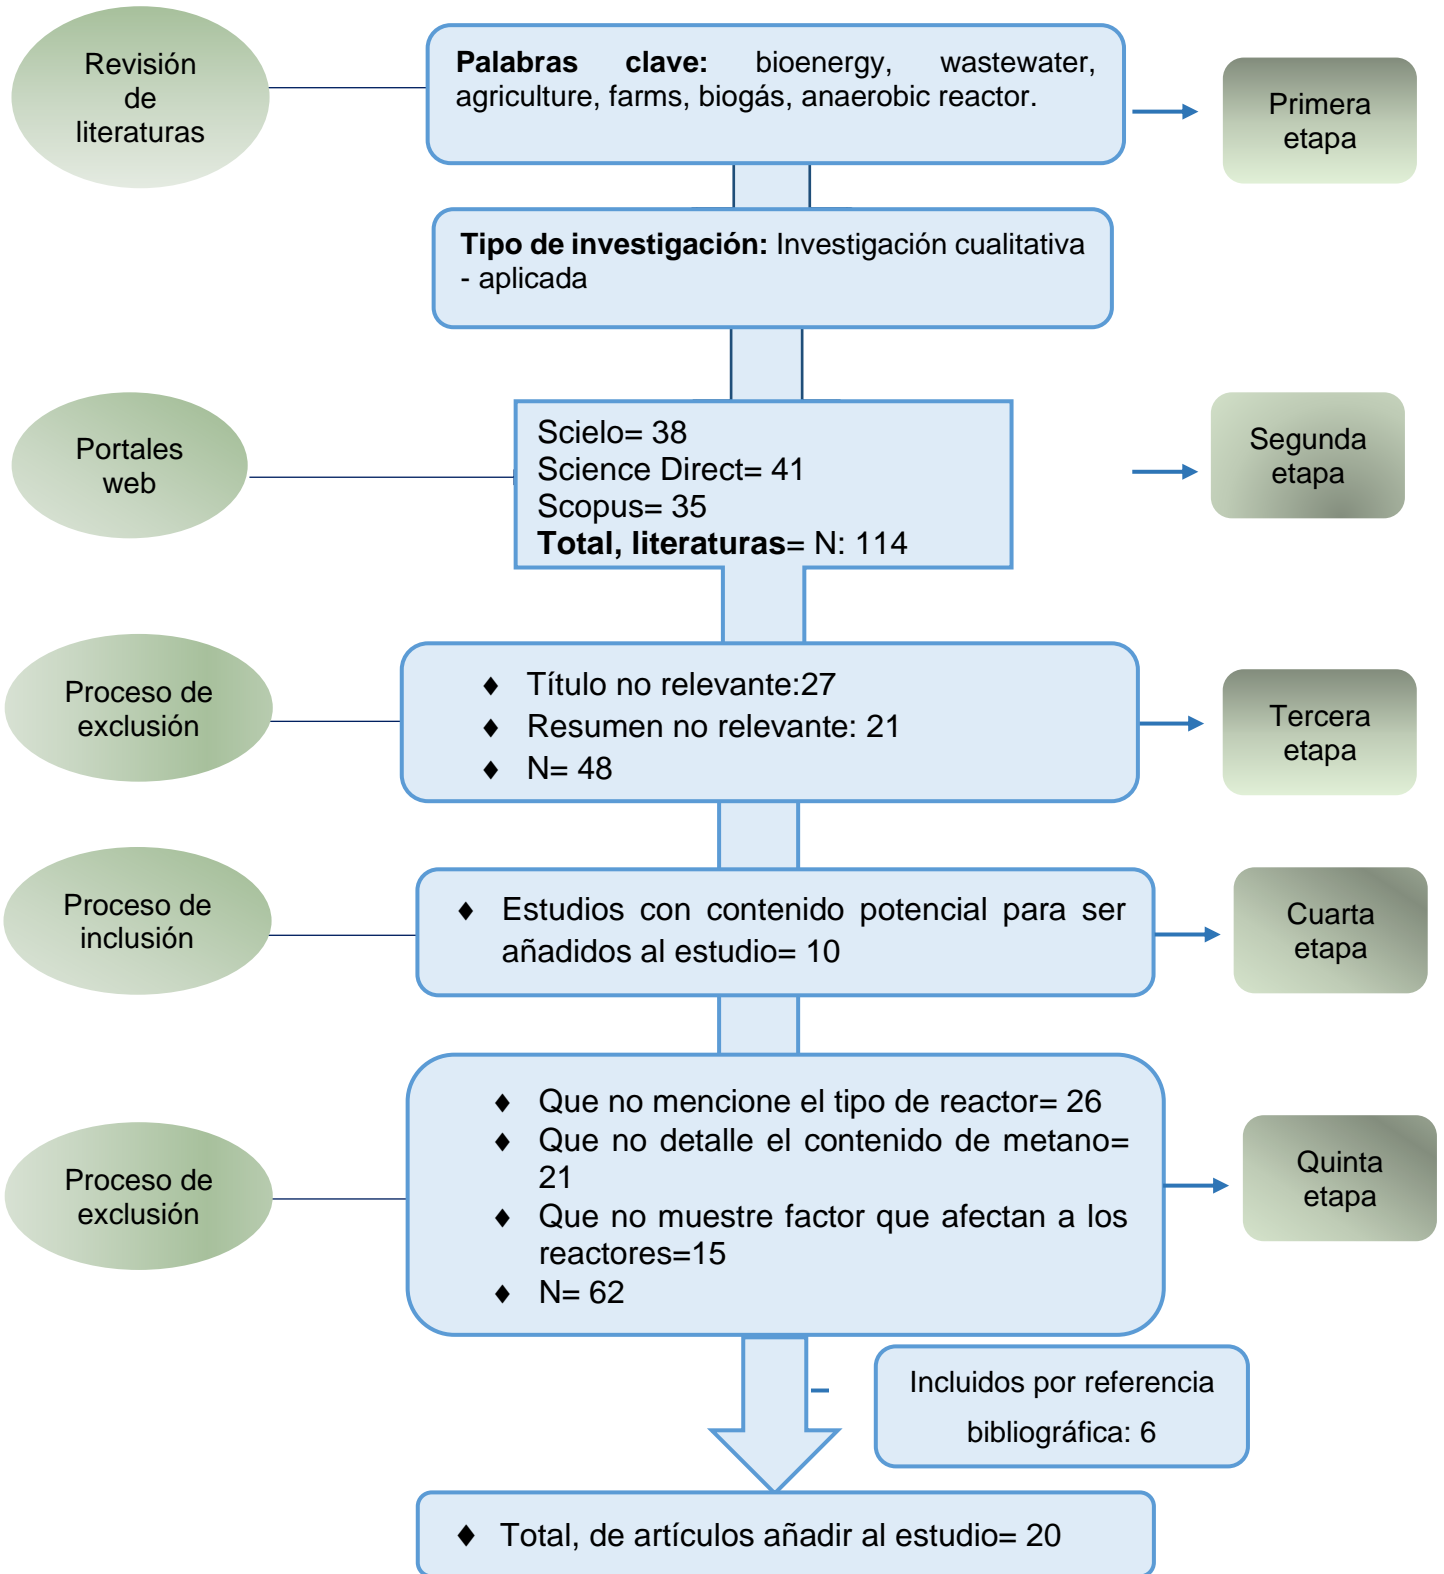 Revisión
de
literaturas
Palabras clave: bioenergy, wastewater,
agriculture, farms, biogás, anaerobic reactor.
Primera
etapa
Tipo de investigación: Investigación cualitativa
- aplicada
Portales
web
Scielo= 38
Science Direct= 41
Scopus= 35
Total, literaturas= N: 114
Segunda
etapa
Proceso de
exclusión
♦ Título no relevante:27
♦ Resumen no relevante: 21
♦ N= 48
Tercera
etapa
Proceso de
inclusión
♦ Estudios con contenido potencial para ser
añadidos al estudio= 10
Cuarta
etapa
Proceso de
exclusión
♦ Que no mencione el tipo de reactor= 26
♦ Que no detalle el contenido de metano=
21
♦ Que no muestre factor que afectan a los
reactores=15
♦ N= 62
Quinta
etapa
Incluidos por referencia
bibliográfica: 6
♦ Total, de artículos añadir al estudio= 20